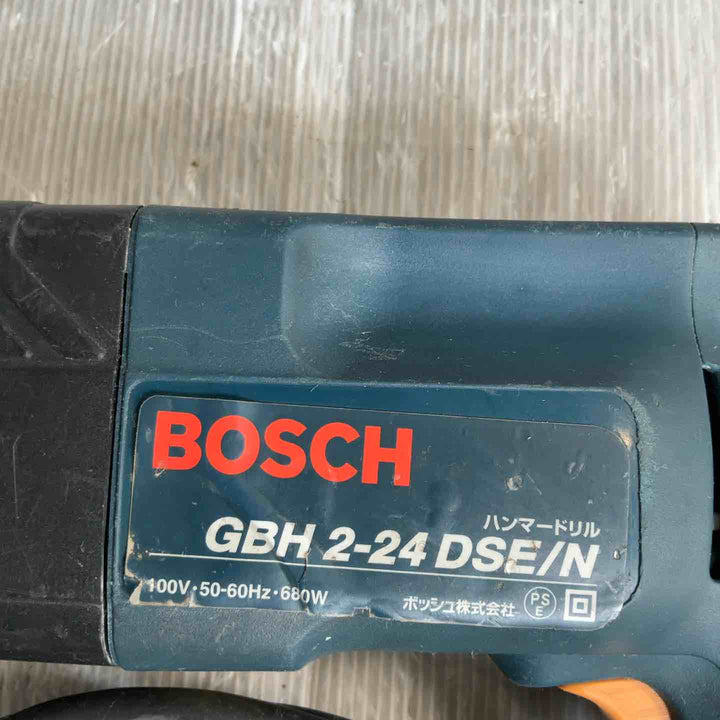 BOSCH
ハンマードリル
GBH 2-24 DSE/N
100V・50-60Hz・680W
ボッシュ株式会社 PS E